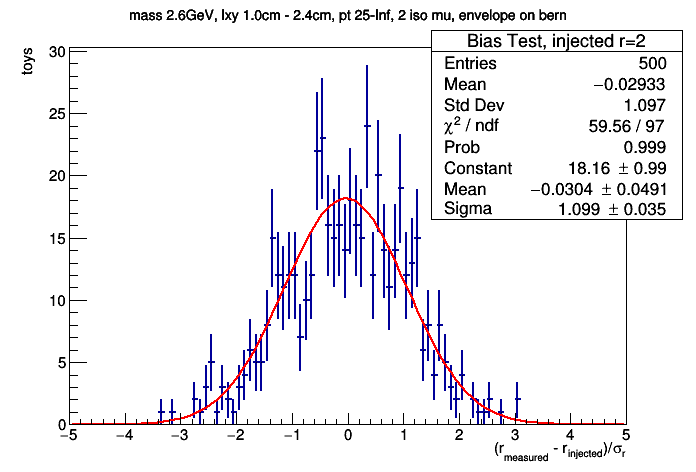 mass 2.6GeV, lxy 1.0cm - 2.4cm, pt 25-Inf, 2 iso mu, envelope on bern
toys
Bias Test, injected r=2
Entries 500
Mean −0.02933
Std Dev 1.097
χ² / ndf 59.56 / 97
Prob 0.999
Constant 18.16 ± 0.99
Mean −0.0304 ± 0.0491
Sigma 1.099 ± 0.035
30
25
20
15
10
5
0
−5 −4 −3 −2 −1 0 1 2 3 4 5
(r_measured - r_injected)/σ_r